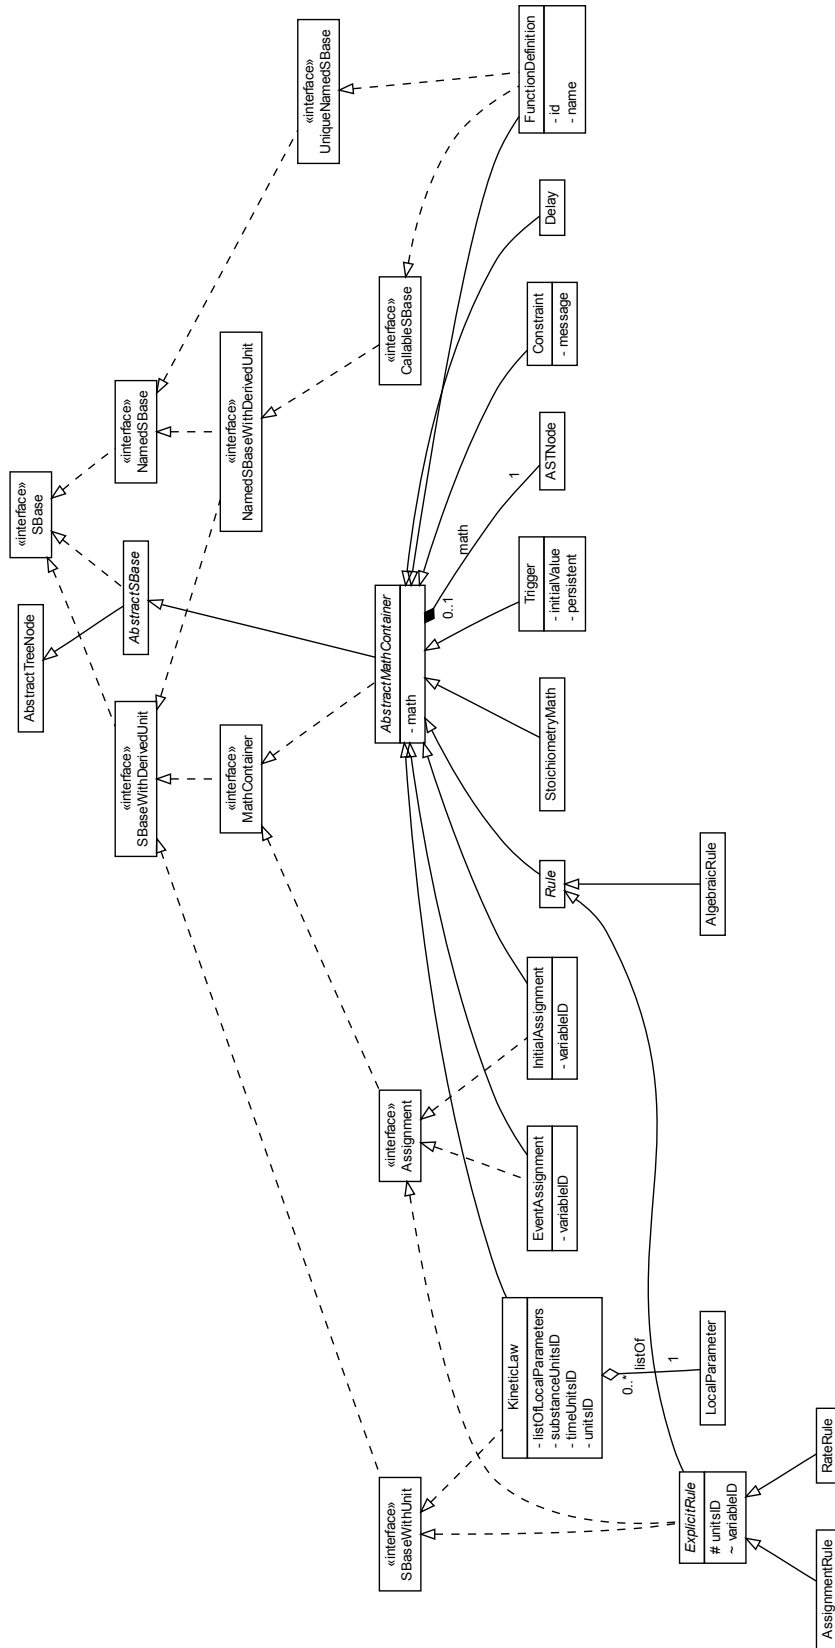 AbstractTreeNode
«interface»
SBase
«interface»
SBaseWithDerivedUnit
AbstractSBase
«interface»
NamedSBase
«interface»
MathContainer
«interface»
NamedSBaseWithDerivedUnit
«interface»
UniqueNamedSBase
«interface»
SBaseWithUnit
«interface»
Assignment
AbstractMathContainer
- math
«interface»
CallableSBase
0..1
math
1
KineticLaw
- listOfLocalParameters
- substanceUnitsID
- timeUnitsID
- unitsID
EventAssignment
- variableID
InitialAssignment
- variableID
Rule
StoichiometryMath
Trigger
- initialValue
- persistent
ASTNode
Constraint
- message
Delay
FunctionDefinition
- id
- name
0..*
listOf
1
ExplicitRule
# unitsID
~ variableID
LocalParameter
AlgebraicRule
AssignmentRule
RateRule